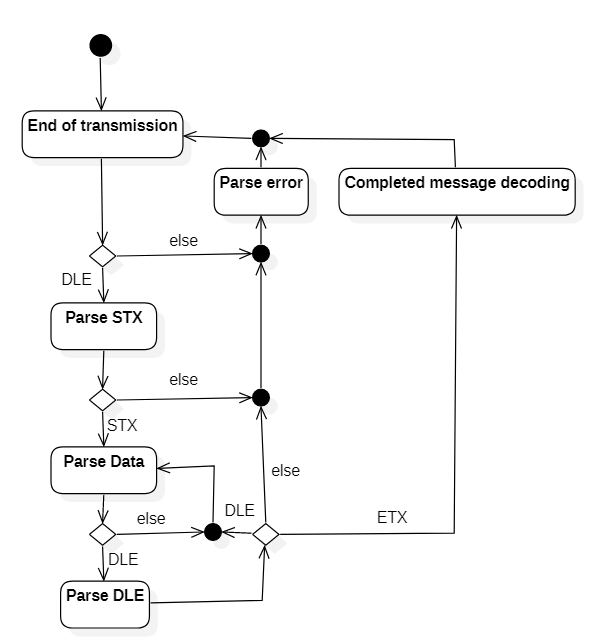 End of transmission
Parse error
Completed message decoding
else
DLE
Parse STX
else
STX
Parse Data
else
DLE
else
ETX
DLE
Parse DLE